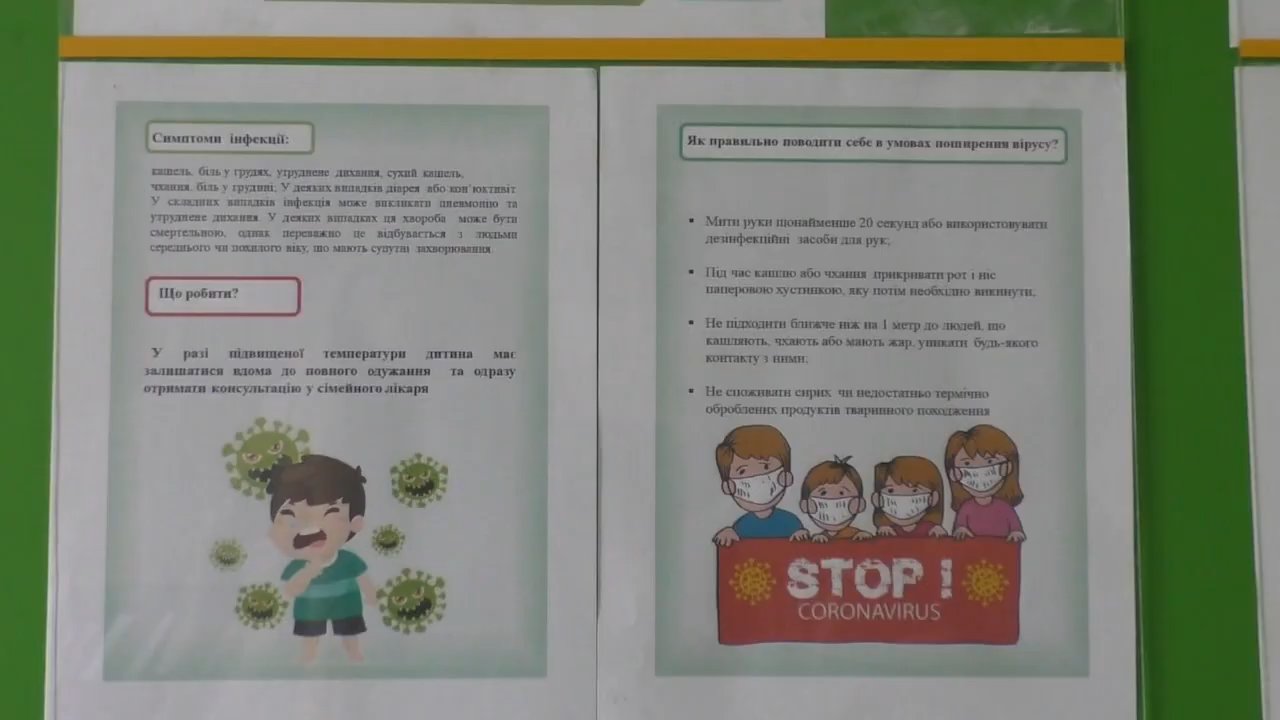 Симптоми інфекції:
кашель, біль у грудях, утруднене дихання, сухий кашель,
чхання, біль у грудині; У деяких випадків діарея або кон'юктивіт
У складних випадків інфекція може викликати пневмонію та
утруднене дихання. У деяких випадках ця хвороба може бути
смертельною, однак переважно це відбувається з людьми
середнього чи похилого віку, що мають супутні захворювання
Що робити?
У разі підвищеної температури дитина має
залишатися вдома до повного одужання та одразу
отримати консультацію у сімейного лікаря
Як правильно поводити себе в умовах поширення вірусу?
▪ Мити руки щонайменше 20 секунд або використовувати
дезинфекційні засоби для рук;
▪ Під час кашлю або чхання прикривати рот і ніс
паперовою хустинкою, яку потім необхідно викинути;
▪ Не підходити ближче ніж на 1 метр до людей, що
кашляють, чхають або мають жар, уникати будь-якого
контакту з ними;
▪ Не споживати сирих чи недостатньо термічно
оброблених продуктів тваринного походження
STOP !
CORONAVIRUS